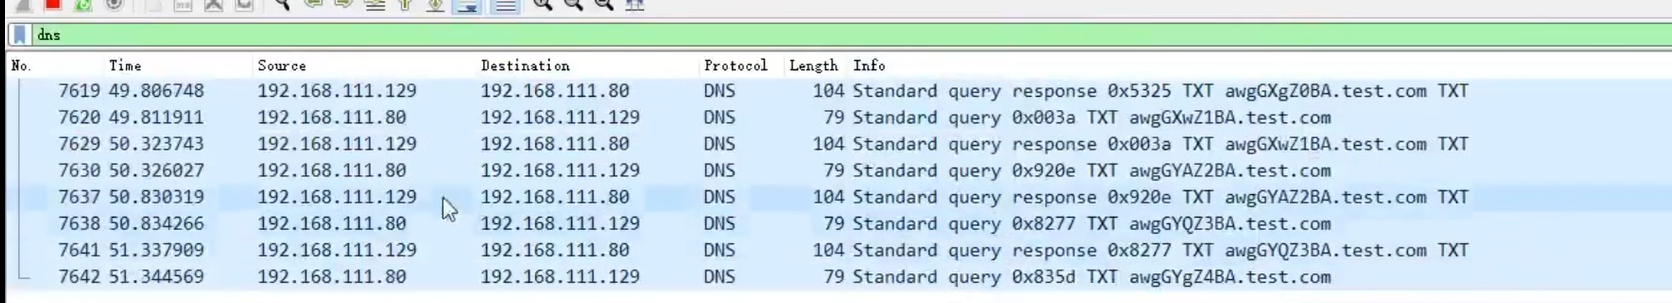 dns
No. Time Source Destination Protocol Length Info
7619 49.806748 192.168.111.129 192.168.111.80 DNS 104 Standard query response 0x5325 TXT awgGXgZ0BA.test.com TXT
7620 49.811911 192.168.111.80 192.168.111.129 DNS 79 Standard query 0x003a TXT awgGXwZ1BA.test.com
7629 50.323743 192.168.111.129 192.168.111.80 DNS 104 Standard query response 0x003a TXT awgGXwZ1BA.test.com TXT
7630 50.326027 192.168.111.80 192.168.111.129 DNS 79 Standard query 0x920e TXT awgGYAZ2BA.test.com
7637 50.830319 192.168.111.129 192.168.111.80 DNS 104 Standard query response 0x920e TXT awgGYAZ2BA.test.com TXT
7638 50.834266 192.168.111.80 192.168.111.129 DNS 79 Standard query 0x8277 TXT awgGYQZ3BA.test.com
7641 51.337909 192.168.111.129 192.168.111.80 DNS 104 Standard query response 0x8277 TXT awgGYQZ3BA.test.com TXT
7642 51.344569 192.168.111.80 192.168.111.129 DNS 79 Standard query 0x835d TXT awgGYgZ4BA.test.com